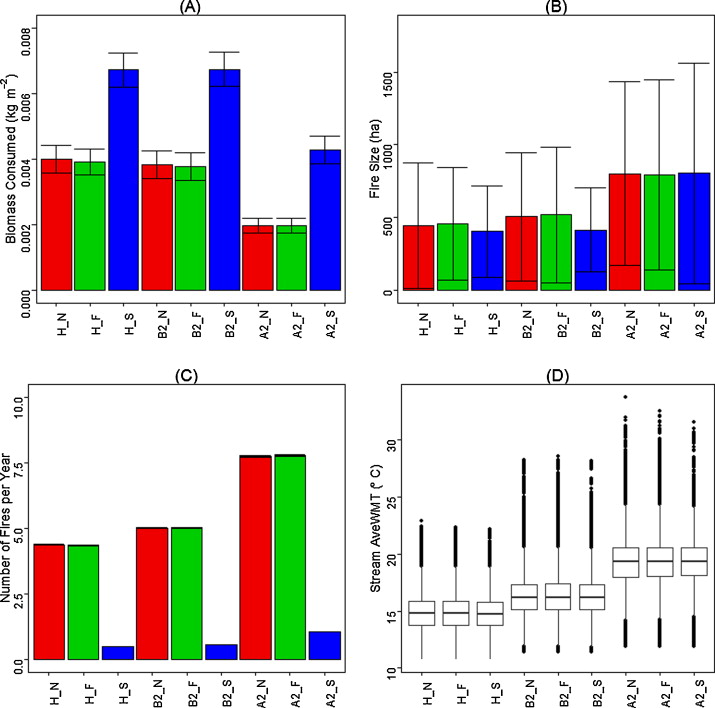 (A)
Biomass Consumed (kg m⁻²)
0.008
0.006
0.004
0.002
0.000
H_N H_F H_S B2_N B2_F B2_S A2_N A2_F A2_S
(B)
Fire Size (ha)
1500
1000
500
0
H_N H_F H_S B2_N B2_F B2_S A2_N A2_F A2_S
(C)
Number of Fires per Year
10.0
7.5
5.0
2.5
0.0
H_N H_F H_S B2_N B2_F B2_S A2_N A2_F A2_S
(D)
Stream AveWMT (º C)
30
25
20
15
10
H_N H_F H_S B2_N B2_F B2_S A2_N A2_F A2_S